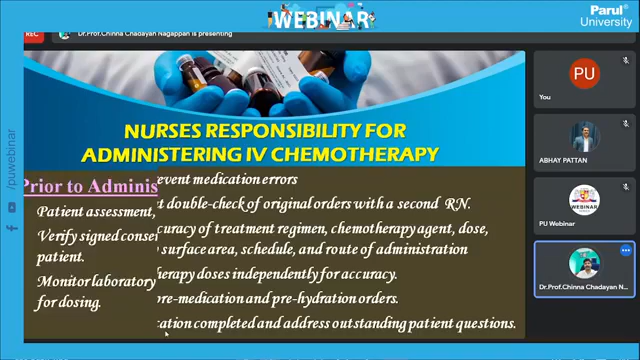 WEBINAR
Parul®
University
REC
Dr.Prof.Chinna Chadayan Nagappan is presenting
/puwebinar
NURSES RESPONSIBILITY FOR
ADMINISTERING IV CHEMOTHERAPY
Prior to Adminis
Patient assessment,
Verify signed conse
patient.
Monitor laboratory
for dosing.
event medication errors
t double-check of original orders with a second RN.
curacy of treatment regimen, chemotherapy agent, dose,
surface area, schedule, and route of administration
herapy doses independently for accuracy.
re-medication and pre-hydration orders.
cation completed and address outstanding patient questions.
PU
You
ABHAY PATTAN
PU Webinar
Dr.Prof.Chinna Chadayan N...